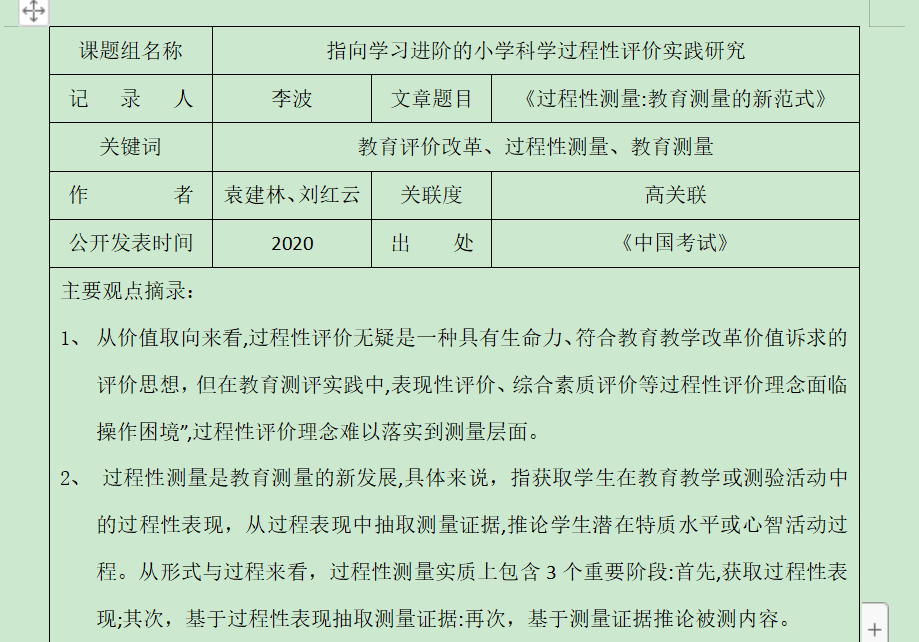 课题组名称 指向学习进阶的小学科学过程性评价实践研究
记 录 人 李波 文章题目 《过程性测量:教育测量的新范式》
关键词 教育评价改革、过程性测量、教育测量
作 者 袁建林、刘红云 关联度 高关联
公开发表时间 2020 出 处 《中国考试》
主要观点摘录：
1、 从价值取向来看,过程性评价无疑是一种具有生命力、符合教育教学改革价值诉求的
评价思想，但在教育测评实践中,表现性评价、综合素质评价等过程性评价理念面临
操作困境”,过程性评价理念难以落实到测量层面。
2、 过程性测量是教育测量的新发展,具体来说，指获取学生在教育教学或测验活动中
的过程性表现，从过程表现中抽取测量证据,推论学生潜在特质水平或心智活动过
程。从形式与过程来看，过程性测量实质上包含 3 个重要阶段:首先,获取过程性表
现;其次，基于过程性表现抽取测量证据:再次，基于测量证据推论被测内容。